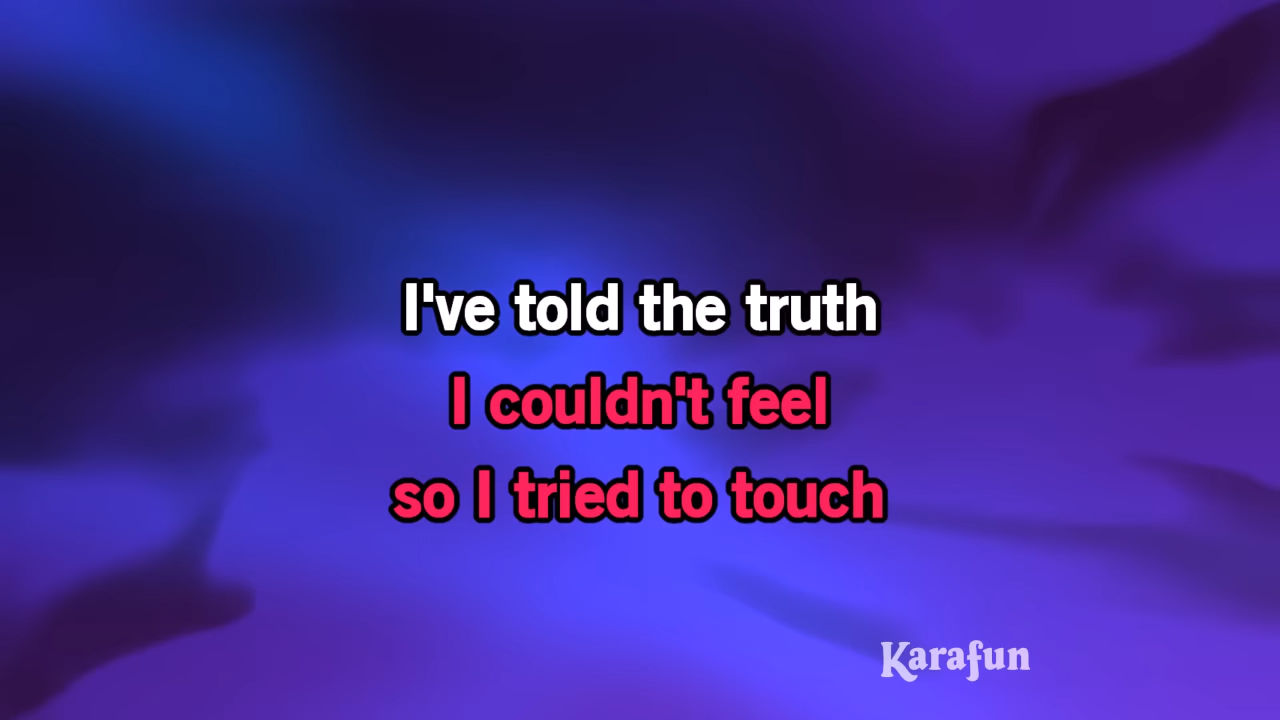 I've told the truth
I couldn't feel
so I tried to touch
Karafun